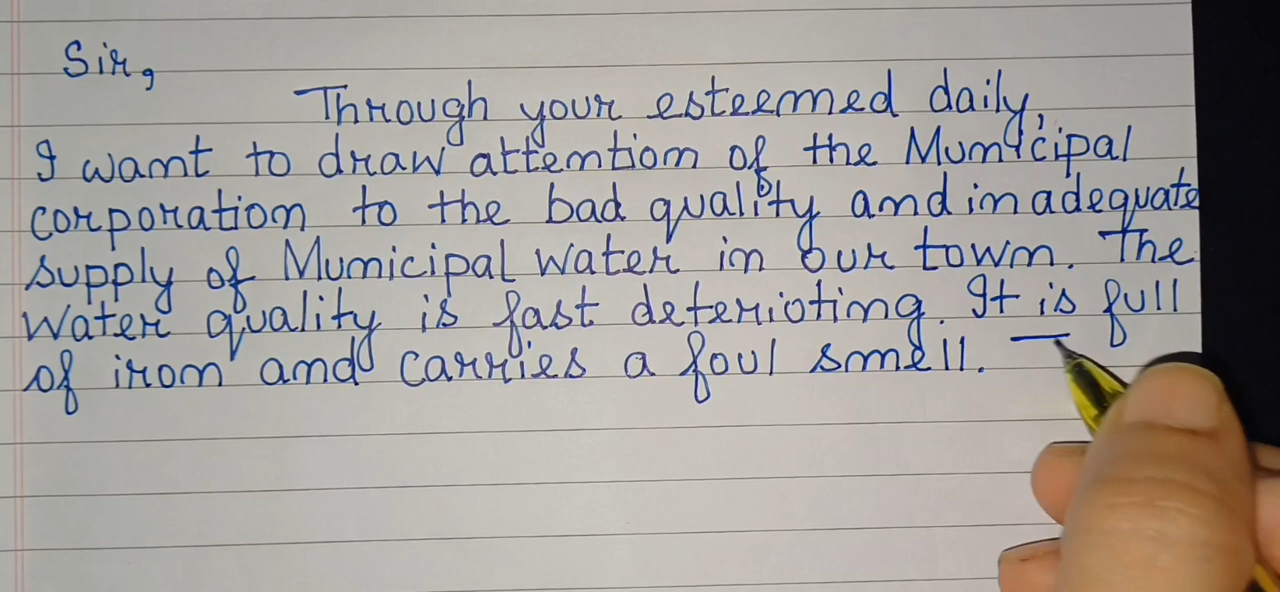 Sir,
Through your esteemed daily,
I want to draw attention of the Municipal
corporation to the bad quality and inadequate
supply of Municipal Water in our town. The
Water quality is fast deterioting. It is full
of iron and carries a foul smell.